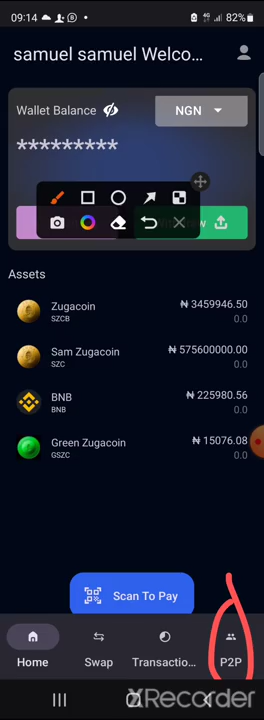 09:14 82%
samuel samuel Welco...
Wallet Balance NGN
*********
Assets
Zugacoin ₦ 3459946.50
SZCB 0.0
Sam Zugacoin ₦ 575600000.00
SZC 0.0
BNB ₦ 225980.56
BNB 0.0
Green Zugacoin ₦ 15076.08
GSZC 0.0
Scan To Pay
Home Swap Transactio... P2P
XRecorder